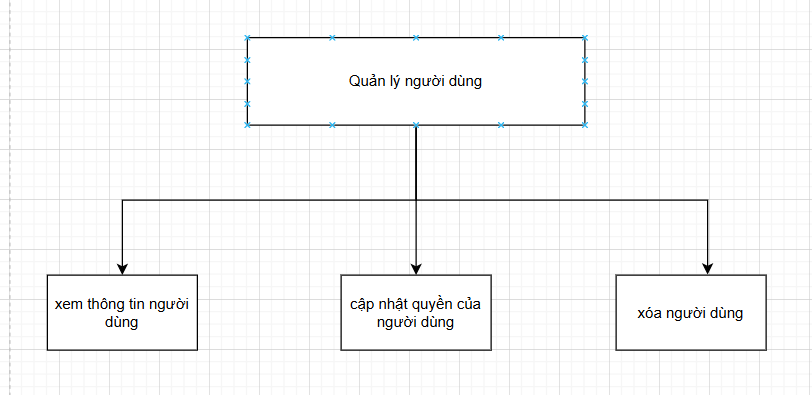 Quản lý người dùng
xem thông tin người
dùng
cập nhật quyền của
người dùng
xóa người dùng